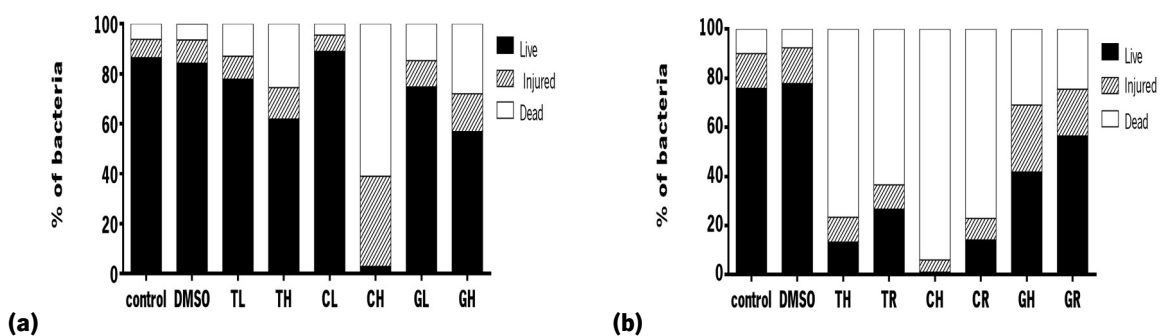 % of bacteria
100
80
60
40
20
0
control DMSO TL TH CL CH GL GH
Live
Injured
Dead
(a)
% of bacteria
100
80
60
40
20
0
control DMSO TH TR CH CR GH GR
Live
Injured
Dead
(b)